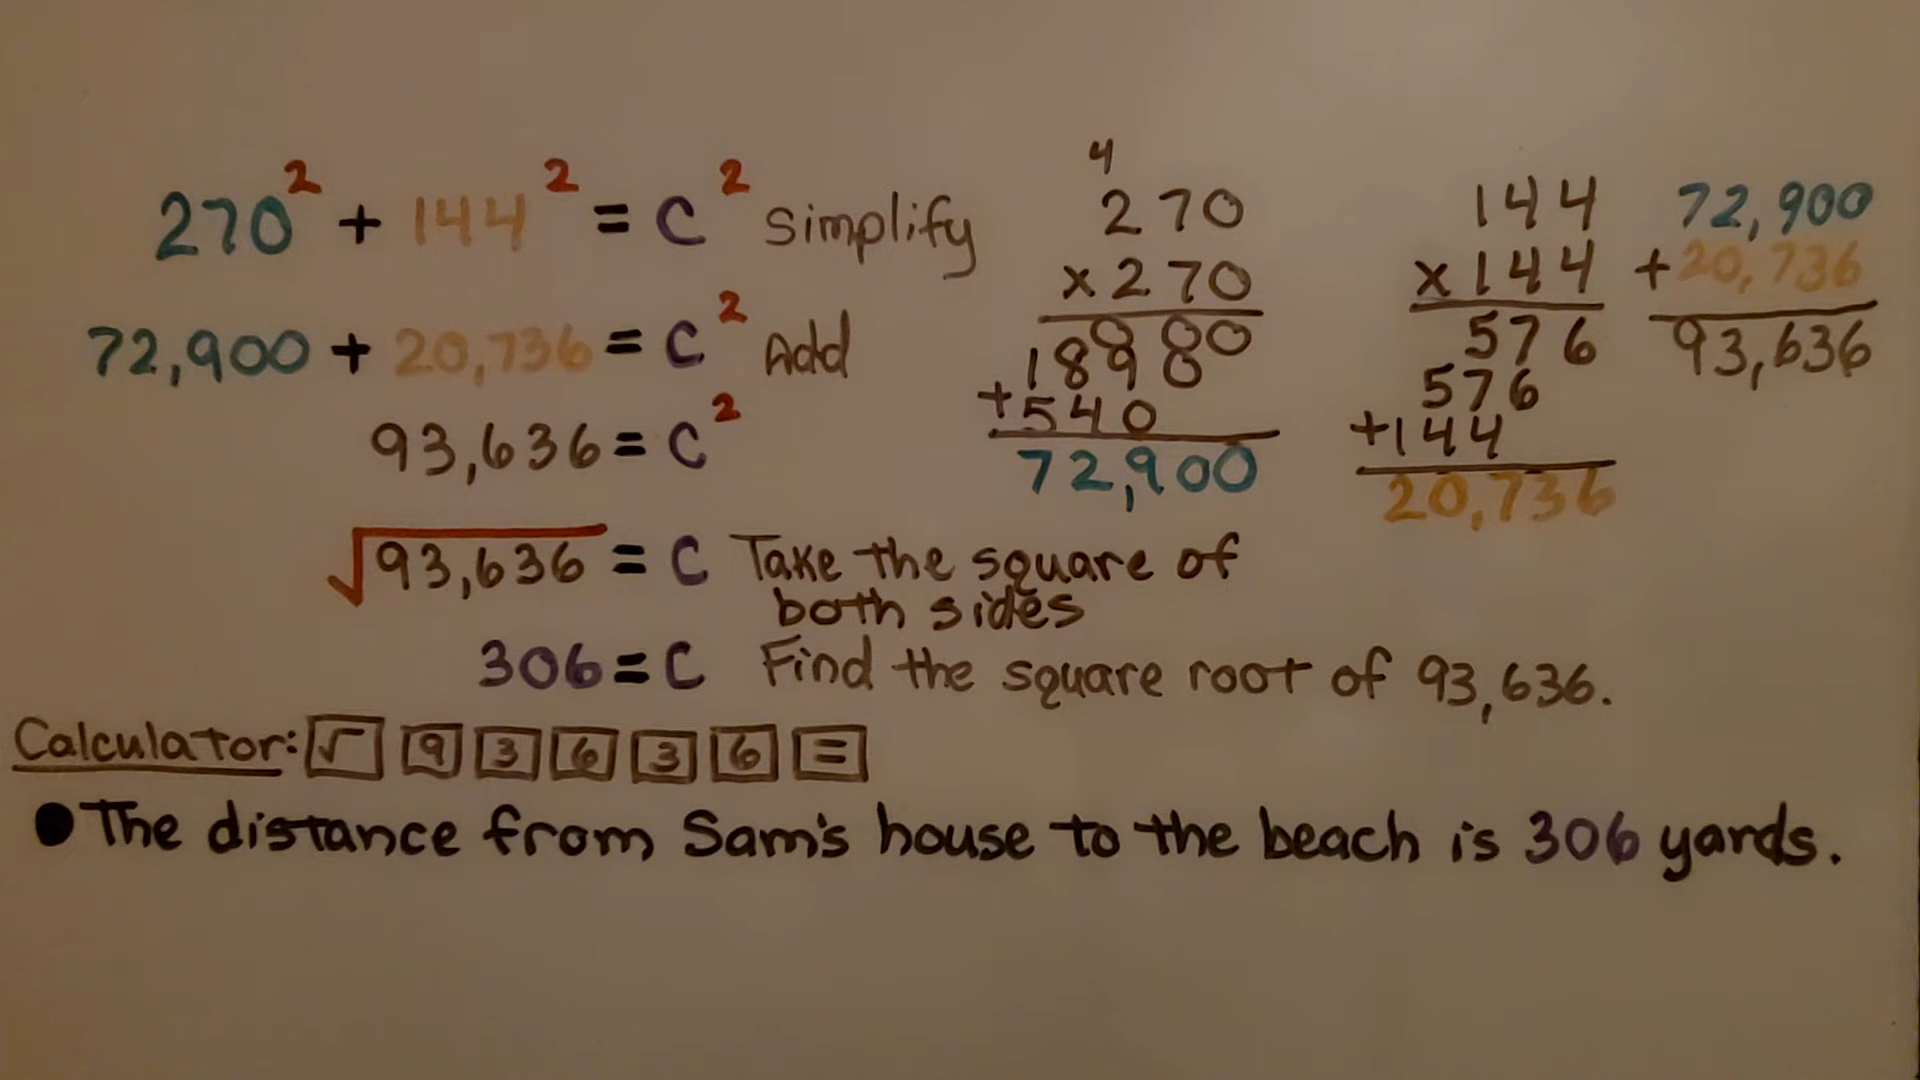 270² + 144² = C² Simplify
72,900 + 20,736 = C² Add
93,636 = C²
√93,636 = C Take the square of
both sides
306 = C Find the square root of 93,636.
4
270
x270
000
1890
+540
72,900
144
x144
576
576
+144
20,736
72,900
+20,736
93,636
Calculator: √ 9 3 6 3 6 =
● The distance from Sam's house to the beach is 306 yards.